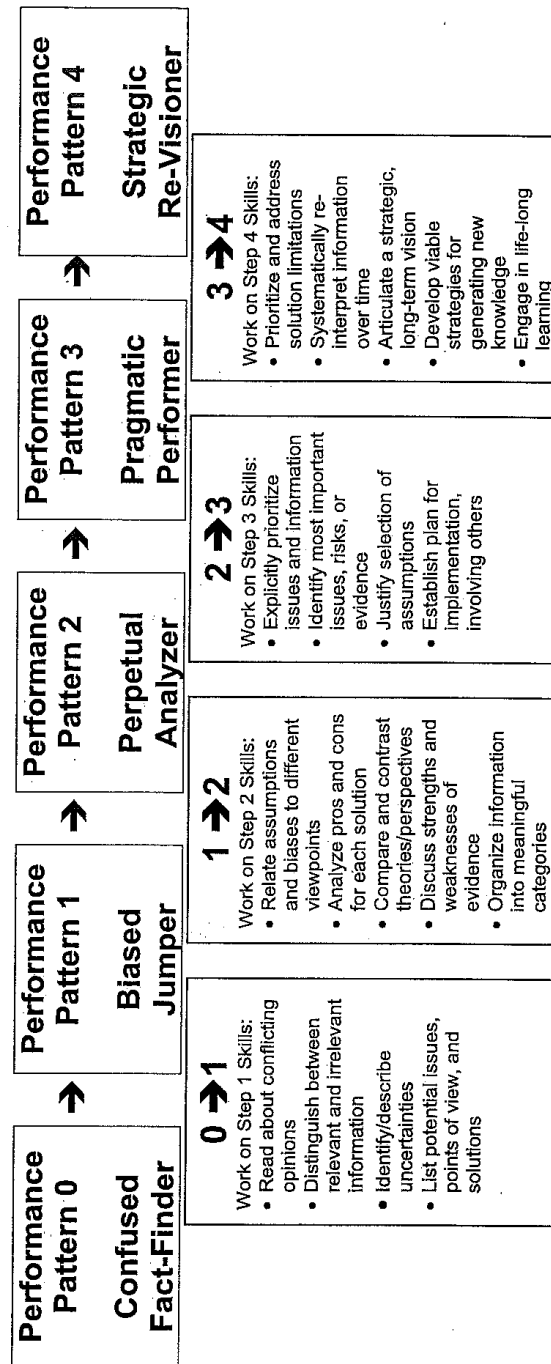 Performance
Pattern 0
Confused
Fact-Finder
➔
Performance
Pattern 1
Biased
Jumper
➔
Performance
Pattern 2
Perpetual
Analyzer
➔
Performance
Pattern 3
Pragmatic
Performer
➔
Performance
Pattern 4
Strategic
Re-Visioner
0➔1
Work on Step 1 Skills:
• Read about conflicting
opinions
• Distinguish between
relevant and irrelevant
information
• Identify/describe
uncertainties
• List potential issues,
points of view, and
solutions
1➔2
Work on Step 2 Skills:
• Relate assumptions
and biases to different
viewpoints
• Analyze pros and cons
for each solution
• Compare and contrast
theories/perspectives
• Discuss strengths and
weaknesses of
evidence
• Organize information
into meaningful
categories
2➔3
Work on Step 3 Skills:
• Explicitly prioritize
issues and information
• Identify most important
issues, risks, or
evidence
• Justify selection of
assumptions
• Establish plan for
implementation,
involving others
3➔4
Work on Step 4 Skills:
• Prioritize and address
solution limitations
• Systematically re-
interpret information
over time
• Articulate a strategic,
long-term vision
• Develop viable
strategies for
generating new
knowledge
• Engage in life-long
learning